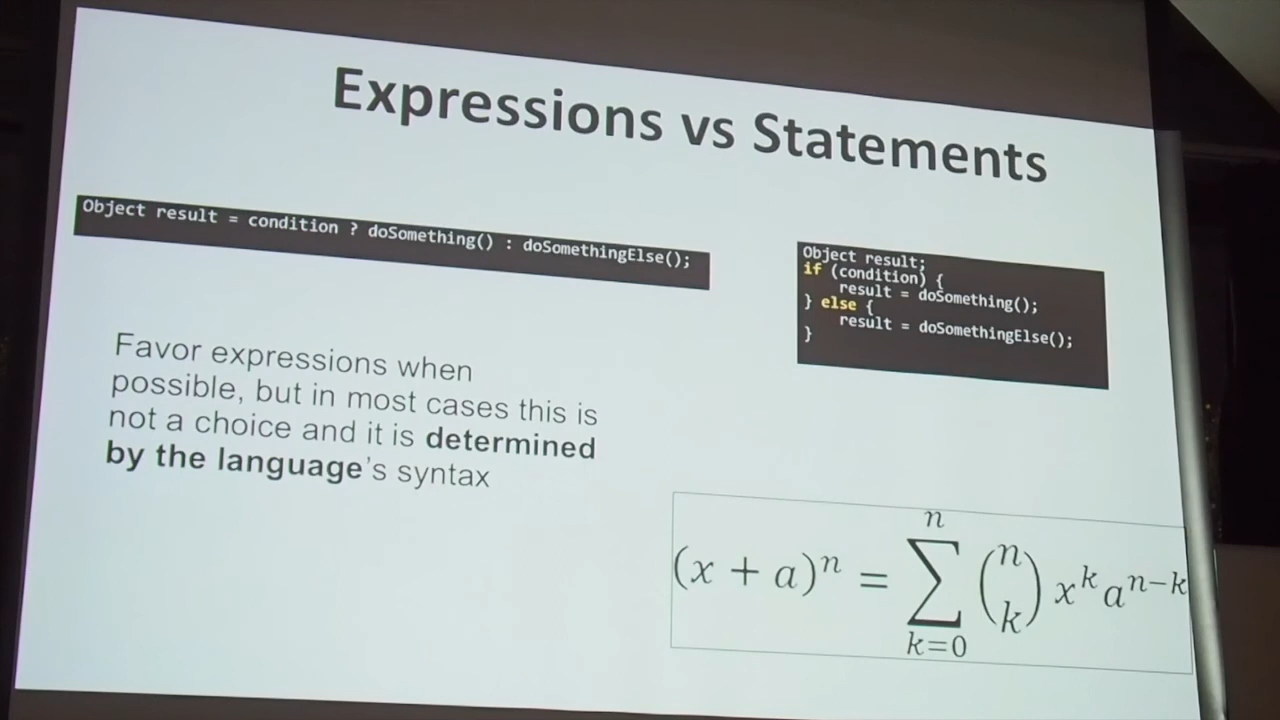 Expressions vs Statements
Object result = condition ? doSomething() : doSomethingElse();
Object result;
if (condition) {
    result = doSomething();
} else {
    result = doSomethingElse();
}
Favor expressions when
possible, but in most cases this is
not a choice and it is determined
by the language's syntax
(x + a)^n = ∑_{k=0}^{n} (n k) x^k a^{n−k}